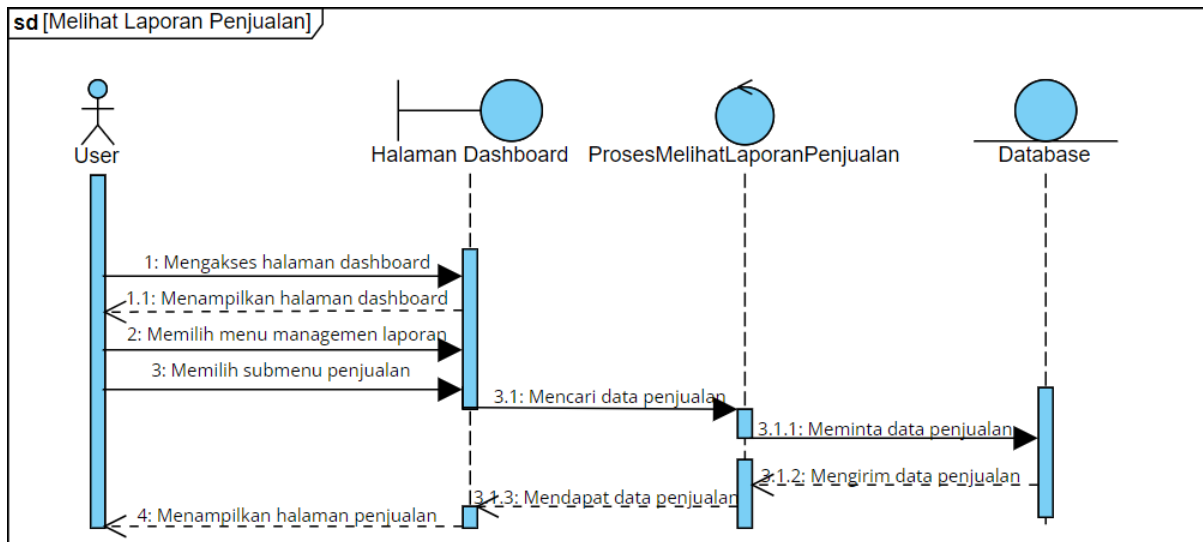 sd [Melihat Laporan Penjualan]
User
Halaman Dashboard
ProsesMelihatLaporanPenjualan
Database
1: Mengakses halaman dashboard
1.1: Menampilkan halaman dashboard
2: Memilih menu managemen laporan
3: Memilih submenu penjualan
3.1: Mencari data penjualan
3.1.1: Meminta data penjualan
3.1.2: Mengirim data penjualan
3.1.3: Mendapat data penjualan
4: Menampilkan halaman penjualan